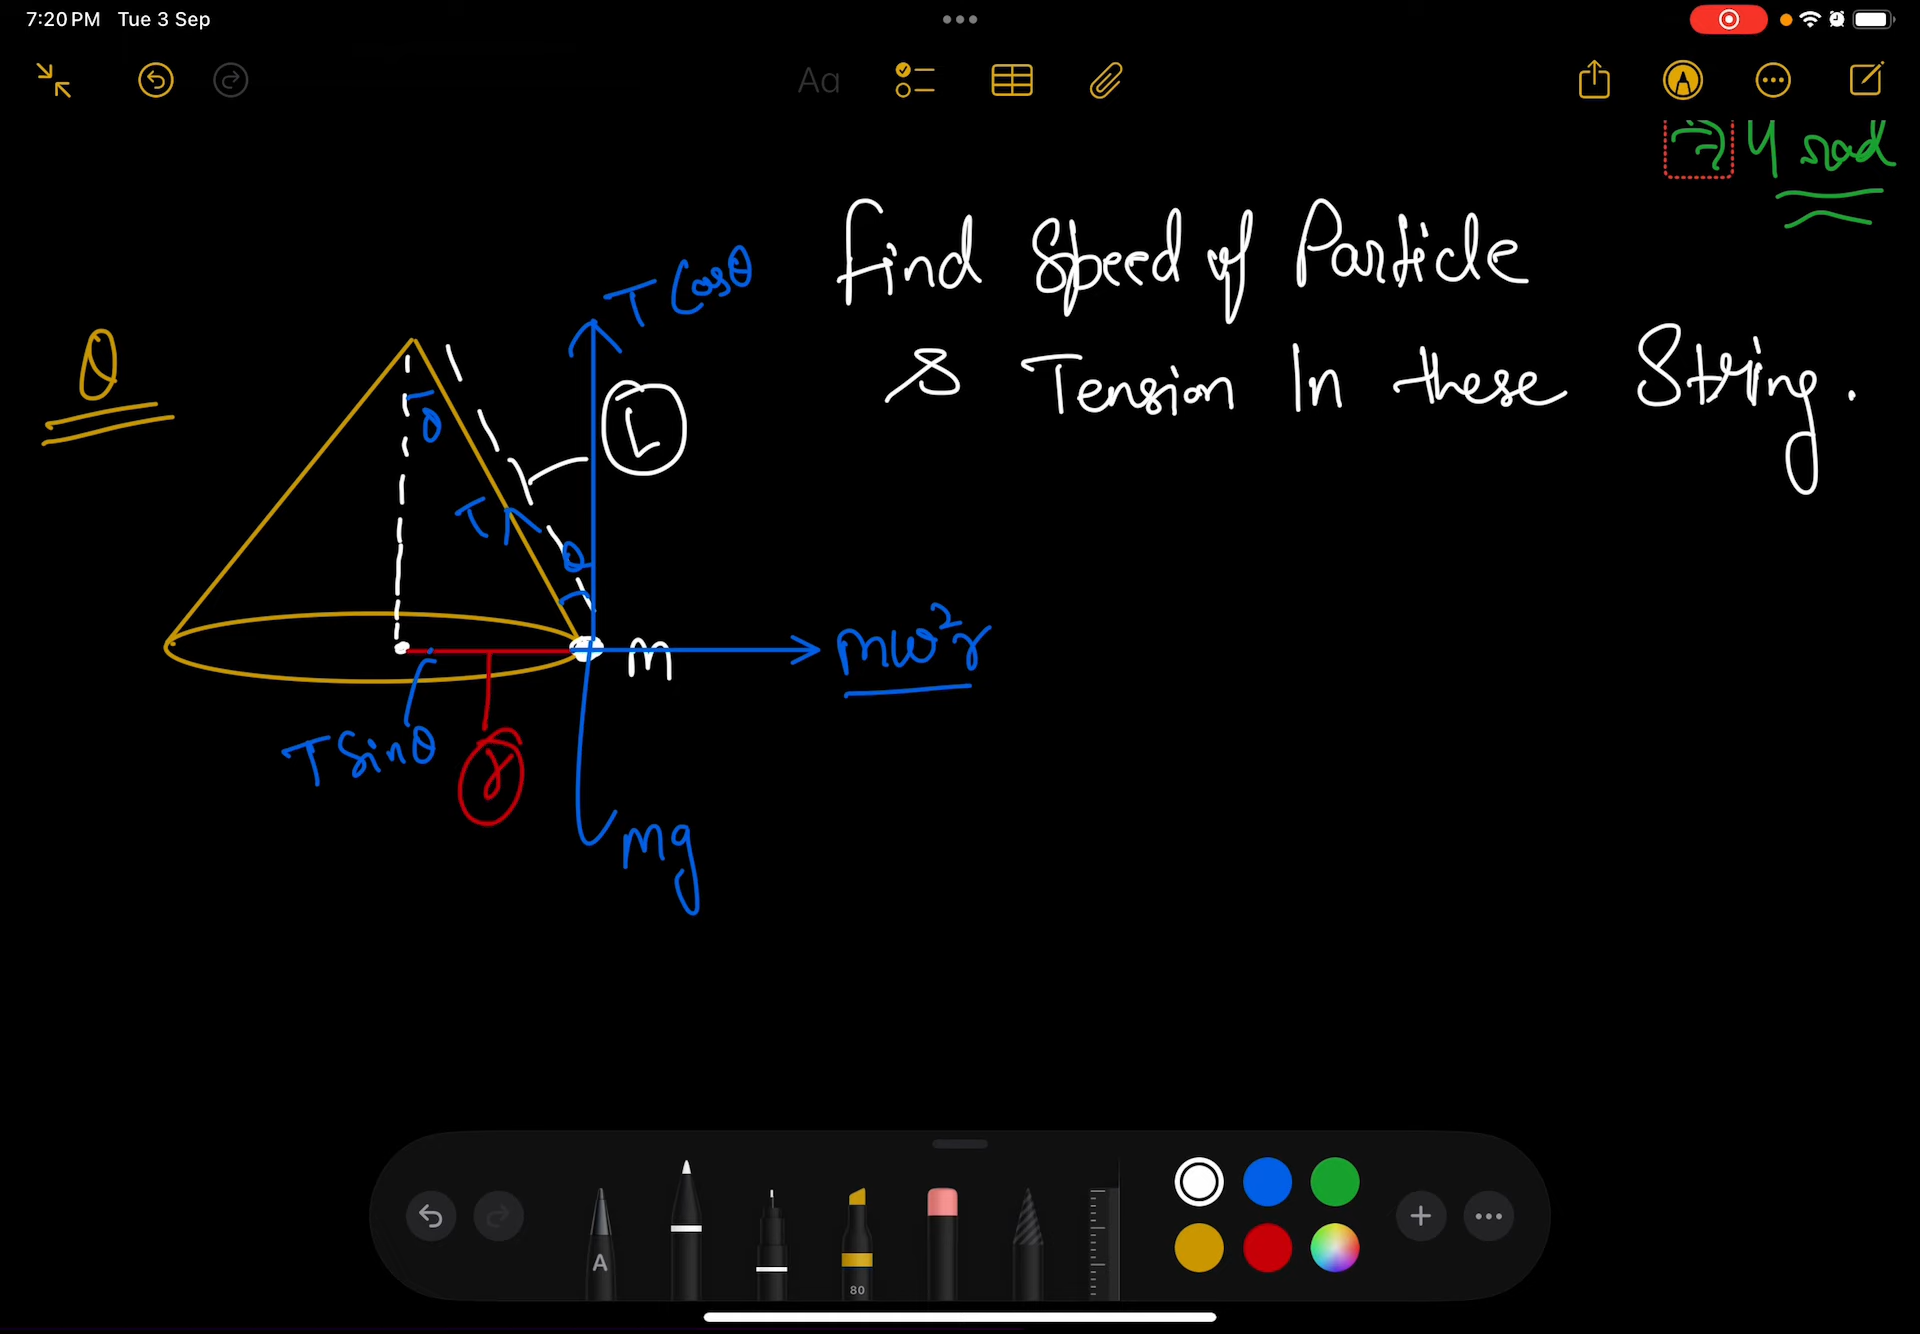 7:20 PM Tue 3 Sep
Aa
4 rad
find Speed of Particle
& Tension In these String.
T Cosθ
Q
θ
L
T
θ
m
mω²r
T Sinθ
r
mg
A
80